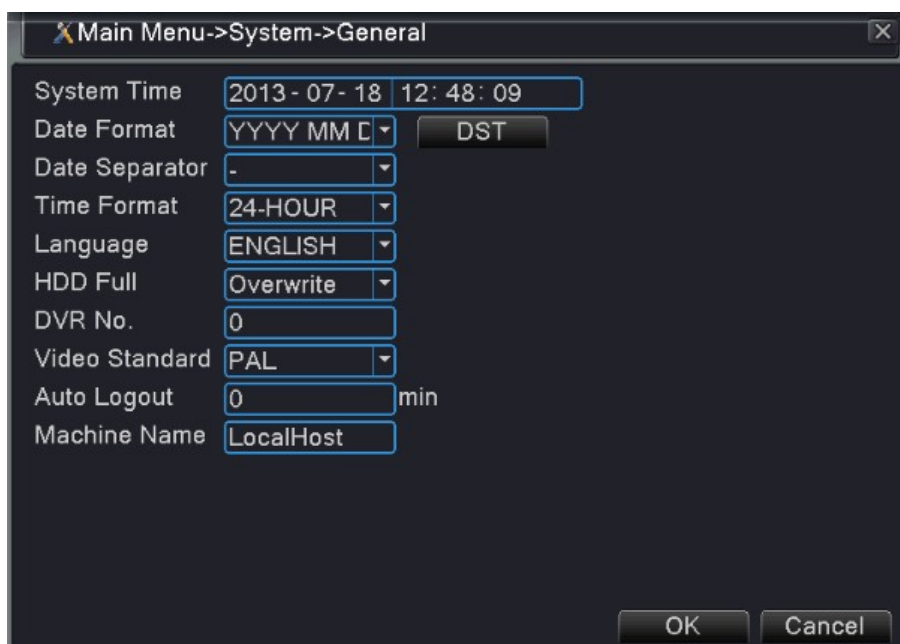 Main Menu->System->General
System Time 2013-07-18 12:48:09
Date Format YYYY MM D DST
Date Separator -
Time Format 24-HOUR
Language ENGLISH
HDD Full Overwrite
DVR No. 0
Video Standard PAL
Auto Logout 0 min
Machine Name LocalHost
OK Cancel